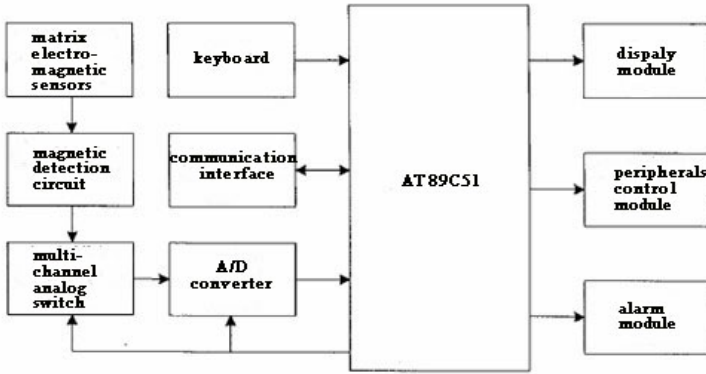 matrix
electro-
magnetic
sensors
keyboard
dispaly
module
magnetic
detection
circuit
communication
interface
AT89C51
peripherals
control
module
multi-
channel
analog
switch
A/D
converter
alarm
module